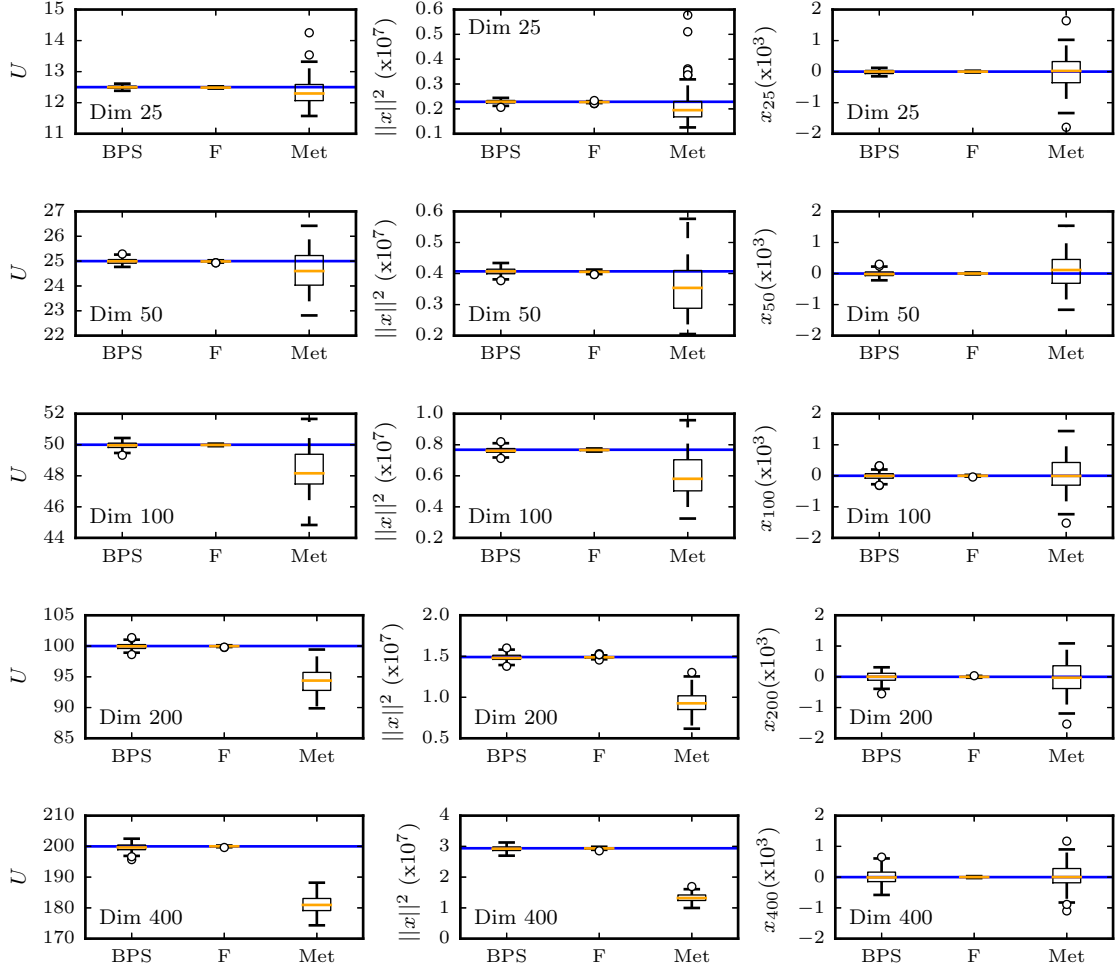 15
14
13
12
11
U
Dim 25
BPS F Met
0.6
0.5
0.4
0.3
0.2
0.1
||x||² (x10⁷)
Dim 25
BPS F Met
2
1
0
−1
−2
x₂₅(x10³)
Dim 25
BPS F Met
27
26
25
24
23
22
U
Dim 50
BPS F Met
0.6
0.5
0.4
0.3
0.2
||x||² (x10⁷)
Dim 50
BPS F Met
2
1
0
−1
−2
x₅₀(x10³)
Dim 50
BPS F Met
52
50
48
46
44
U
Dim 100
BPS F Met
1.0
0.8
0.6
0.4
0.2
||x||² (x10⁷)
Dim 100
BPS F Met
2
1
0
−1
−2
x₁₀₀(x10³)
Dim 100
BPS F Met
105
100
95
90
85
U
Dim 200
BPS F Met
2.0
1.5
1.0
0.5
||x||² (x10⁷)
Dim 200
BPS F Met
2
1
0
−1
−2
x₂₀₀(x10³)
Dim 200
BPS F Met
210
200
190
180
170
U
Dim 400
BPS F Met
4
3
2
1
0
||x||² (x10⁷)
Dim 400
BPS F Met
2
1
0
−1
−2
x₄₀₀(x10³)
Dim 400
BPS F Met